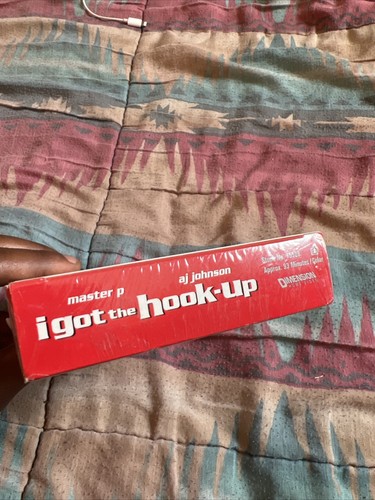 master p
aj johnson
i got the hook-up
Approx. 93 Minutes / Color
DIMENSION